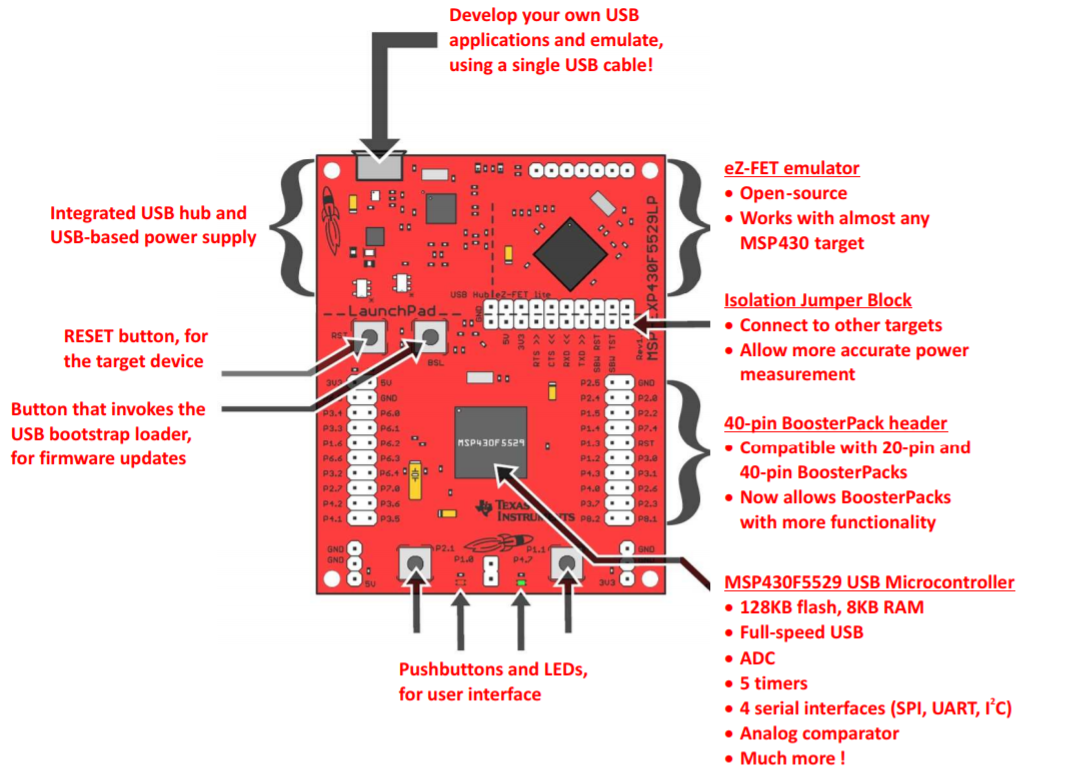 Develop your own USB
applications and emulate,
using a single USB cable!
Integrated USB hub and
USB-based power supply
RESET button, for
the target device
Button that invokes the
USB bootstrap loader,
for firmware updates
eZ-FET emulator
• Open-source
• Works with almost any
MSP430 target
Isolation Jumper Block
• Connect to other targets
• Allow more accurate power
measurement
40-pin BoosterPack header
• Compatible with 20-pin and
40-pin BoosterPacks
• Now allows BoosterPacks
with more functionality
MSP430F5529 USB Microcontroller
• 128KB flash, 8KB RAM
• Full-speed USB
• ADC
• 5 timers
• 4 serial interfaces (SPI, UART, I²C)
• Analog comparator
• Much more !
Pushbuttons and LEDs,
for user interface
USB Hub eZ-FET lite
LaunchPad
RST
BSL
GND
5V
3V3
RTS >>
CTS <<
RXD <<
TXD >>
SBW RST
SBW TST
3V3 5V
GND
P3.4 P6.0
P3.3 P6.1
P1.6 P6.2
P6.6 P6.3
P3.2 P6.4
P2.7 P7.0
P4.2 P3.6
P4.1 P3.5
P2.5 GND
P2.4 P2.0
P1.5 P2.2
P1.4 P7.4
P1.3 RST
P1.2 P3.0
P4.3 P3.1
P4.0 P2.6
P3.7 P2.3
P8.2 P8.1
MSP430F5529
TEXAS
INSTRUMENTS
GND
GND
5V
P2.1
P1.0
P4.7
P1.1
GND
3V3